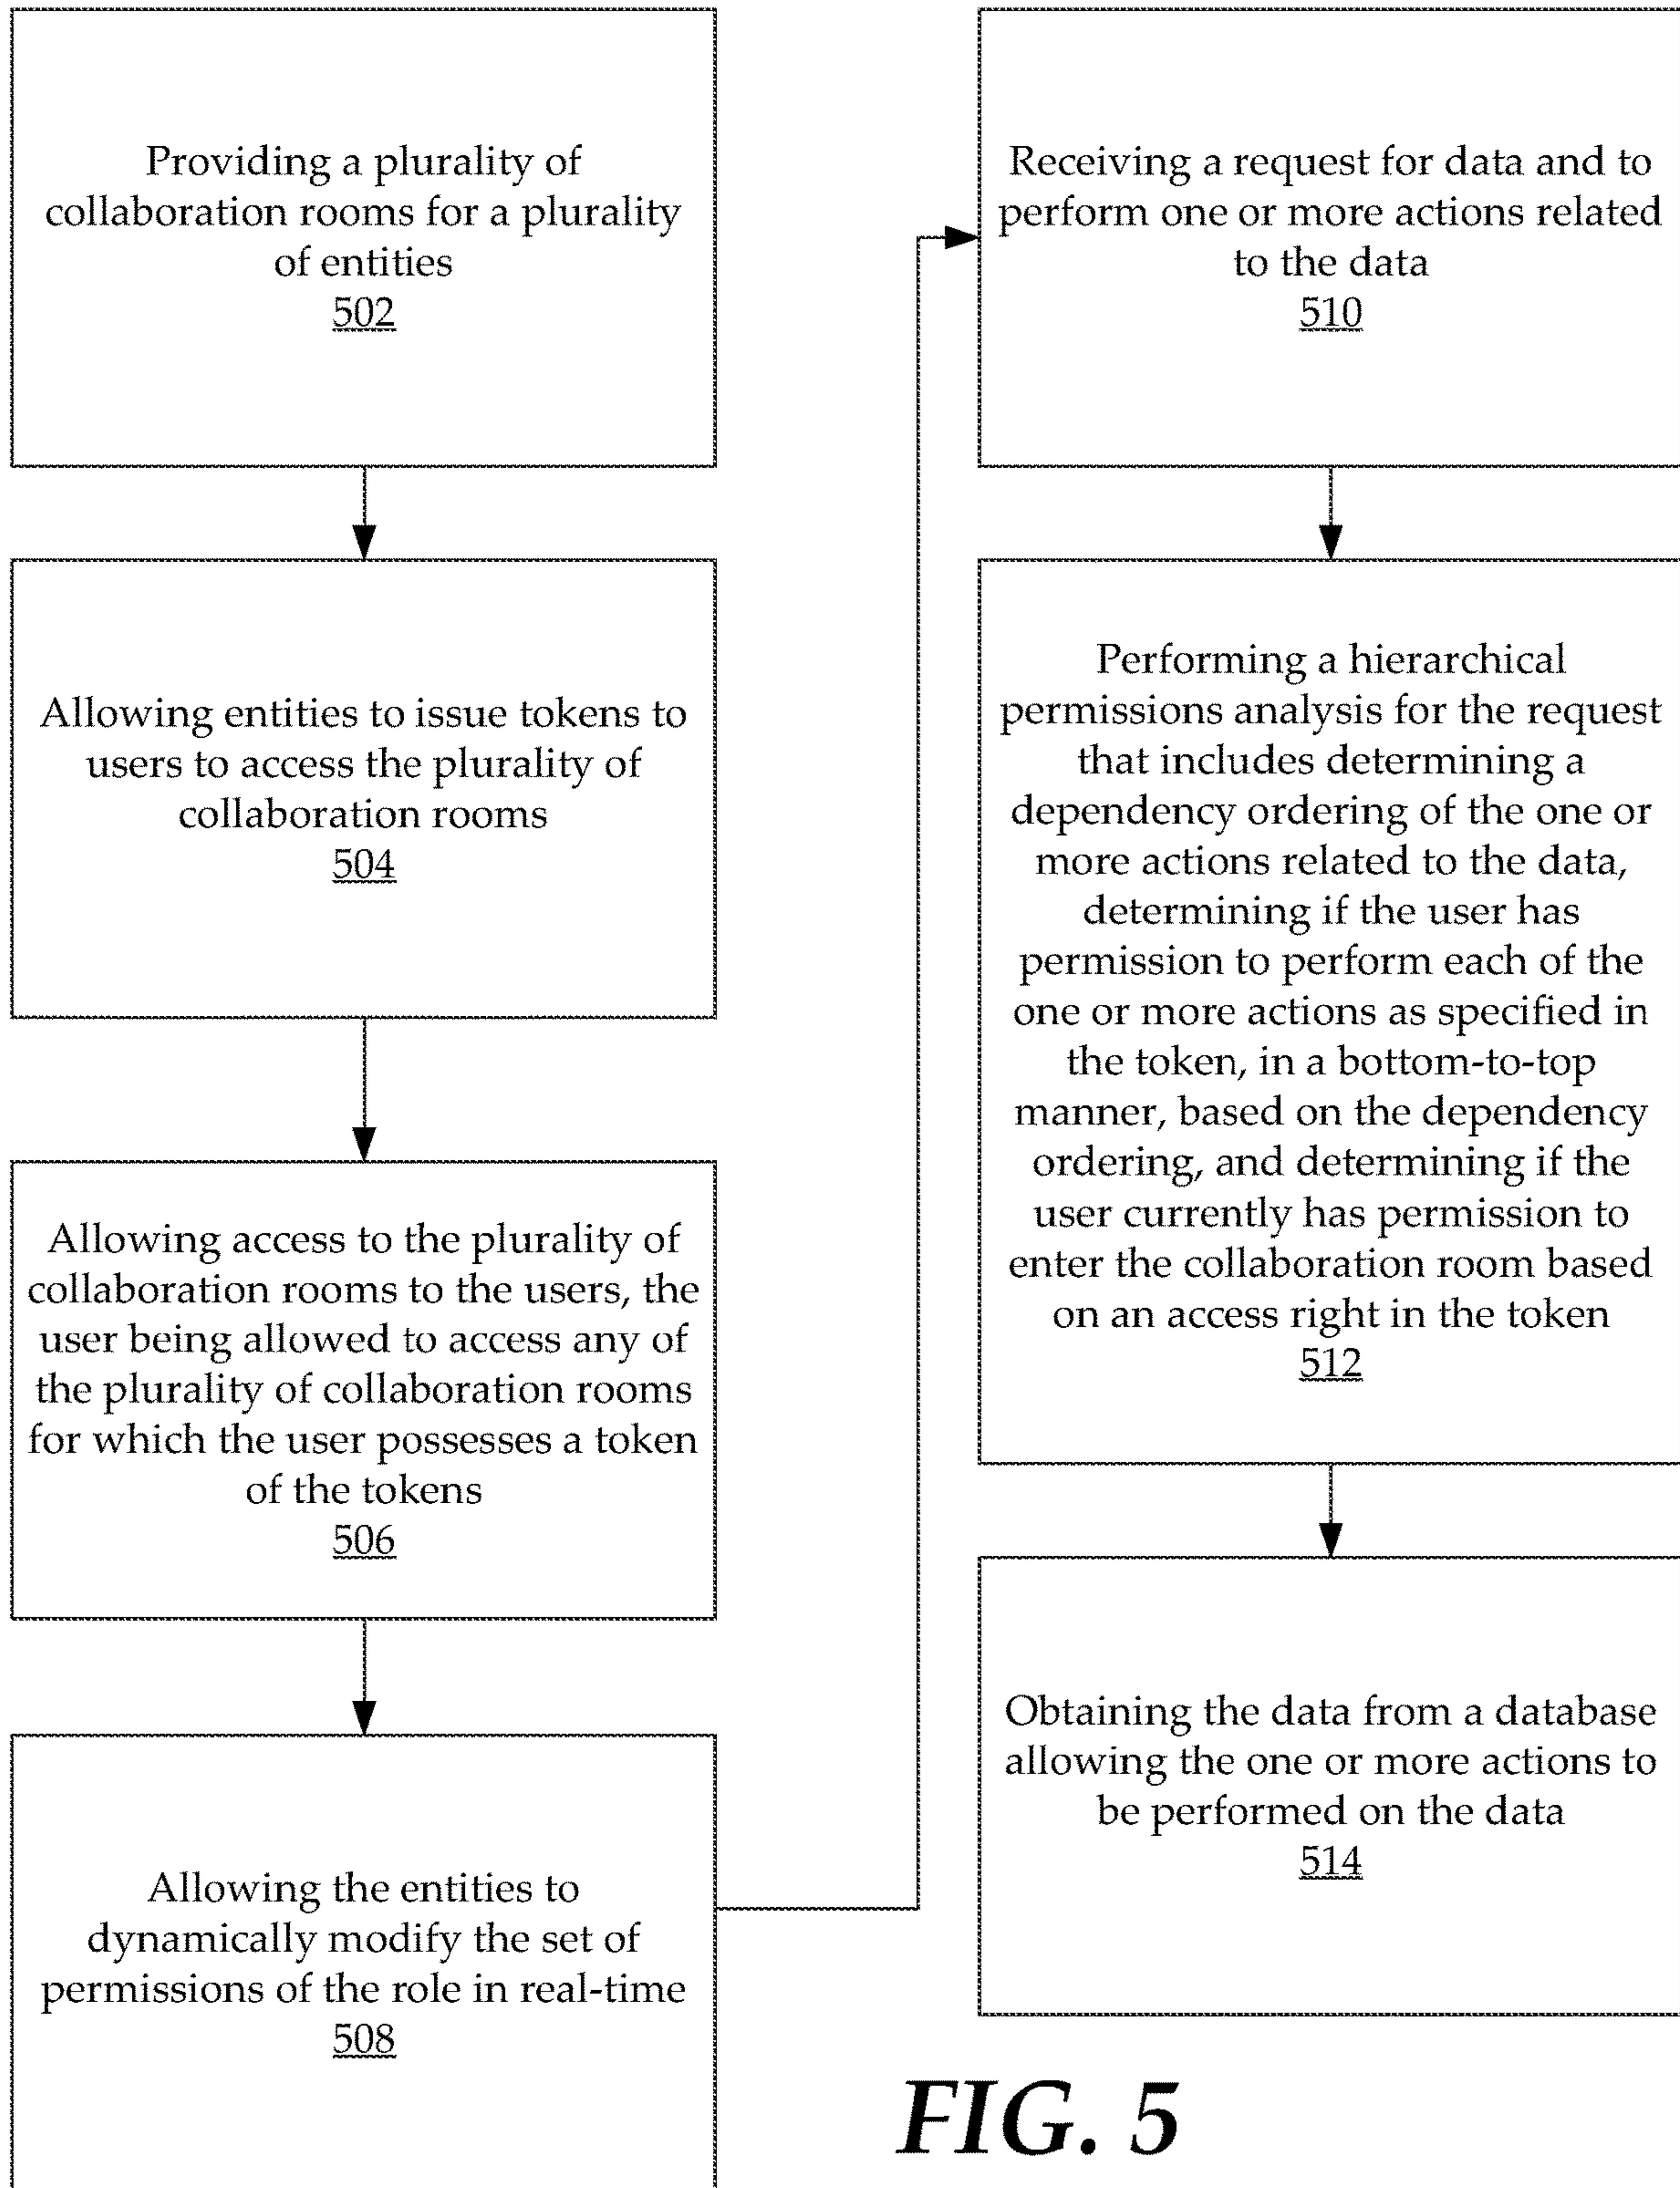 Providing a plurality of
collaboration rooms for a plurality
of entities
502
Allowing entities to issue tokens to
users to access the plurality of
collaboration rooms
504
Allowing access to the plurality of
collaboration rooms to the users, the
user being allowed to access any of
the plurality of collaboration rooms
for which the user possesses a token
of the tokens
506
Allowing the entities to
dynamically modify the set of
permissions of the role in real-time
508
Receiving a request for data and to
perform one or more actions related
to the data
510
Performing a hierarchical
permissions analysis for the request
that includes determining a
dependency ordering of the one or
more actions related to the data,
determining if the user has
permission to perform each of the
one or more actions as specified in
the token, in a bottom-to-top
manner, based on the dependency
ordering, and determining if the
user currently has permission to
enter the collaboration room based
on an access right in the token
512
Obtaining the data from a database
allowing the one or more actions to
be performed on the data
514
FIG. 5